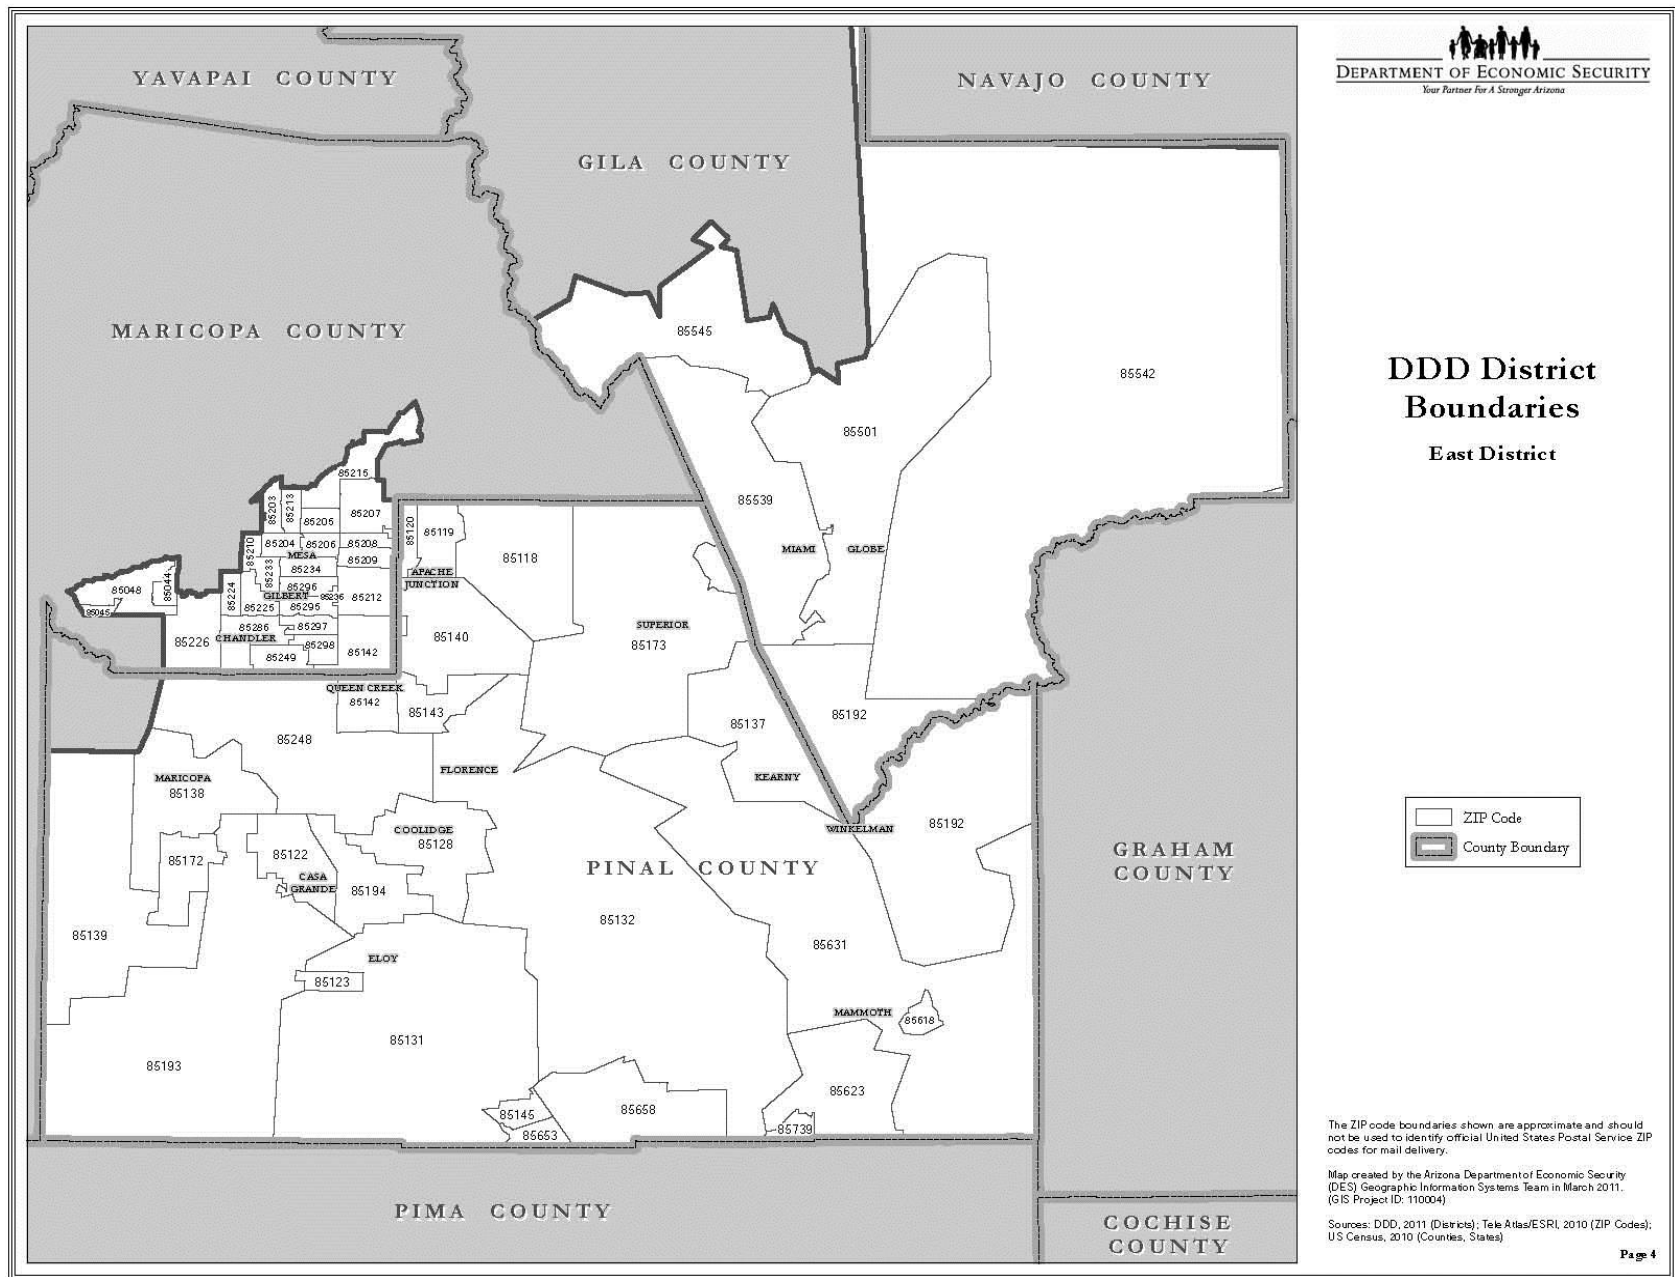 YAVAPAI COUNTY
NAVAJO COUNTY
DEPARTMENT OF ECONOMIC SECURITY
Your Partner For A Stronger Arizona
GILA COUNTY
MARICOPA COUNTY
85545
85542
DDD District
Boundaries
East District
85501
85215
85539
85203
85213
85205
85207
85120
85119
85118
85210
85204
85206
85208
MESA
85209
MIAMI
GLOBE
85233
85234
APACHE
JUNCTION
85048
85044
85045
85224
85296
GILBERT
85236
85212
85225
85295
85226
85286
85297
CHANDLER
85298
85249
85142
85140
SUPERIOR
85173
QUEEN CREEK
85142
85143
85137
85192
85248
FLORENCE
KEARNY
MARICOPA
85138
WINKELMAN
85192
COOLIDGE
85128
85172
85122
CASA
GRANDE
85194
PINAL COUNTY
GRAHAM
COUNTY
ZIP Code
County Boundary
85132
85139
85631
ELOY
85123
MAMMOTH
85618
85131
85193
85623
85145
85658
85653
85739
PIMA COUNTY
COCHISE
COUNTY
The ZIP code boundaries shown are approximate and should
not be used to identify official United States Postal Service ZIP
codes for mail delivery.
Map created by the Arizona Department of Economic Security
(DES) Geographic Information Systems Team in March 2011.
(GIS Project ID: 110004)
Sources: DDD, 2011 (Districts); Tele Atlas/ESRI, 2010 (ZIP Codes);
US Census, 2010 (Counties, States)
Page 4